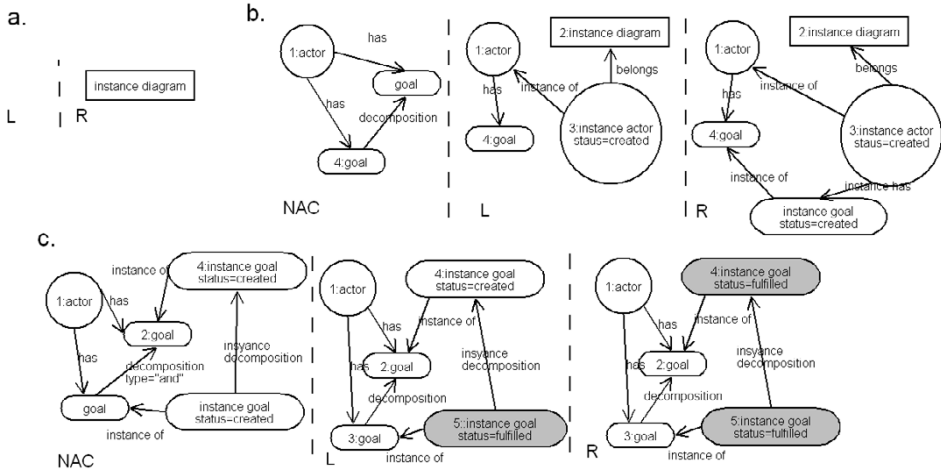 a.
instance diagram
L
R
b.
1:actor
has
goal
has
decomposition
4:goal
NAC
1:actor
2:instance diagram
belongs
instance of
has
3:instance actor
staus=created
4:goal
L
1:actor
2:instance diagram
belongs
instance of
has
3:instance actor
staus=created
4:goal
instance of
instance has
instance goal
status=created
R
c.
1:actor
instance of
4:instance goal
status=created
has
2:goal
has
decomposition
type="and"
insyance
decomposition
goal
instance goal
status=created
instance of
NAC
1:actor
4:instance goal
status=created
has
instance of
2:goal
has
insyance
decomposition
decomposition
3:goal
5::instance goal
status=fulfilled
instance of
L
1:actor
4:instance goal
status=fulfilled
has
instance of
2:goal
has
insyance
decomposition
decomposition
3:goal
5:instance goal
status=fulfilled
instance of
R